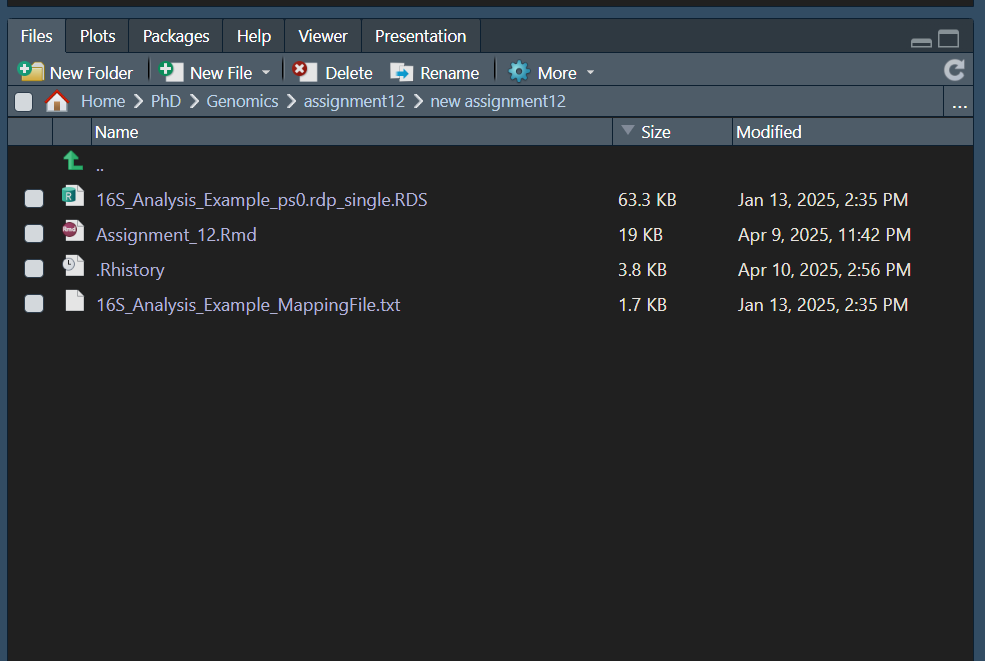 Files Plots Packages Help Viewer Presentation
New Folder New File Delete Rename More
Home PhD Genomics assignment12 new assignment12 ...
Name Size Modified
..
16S_Analysis_Example_ps0.rdp_single.RDS 63.3 KB Jan 13, 2025, 2:35 PM
Assignment_12.Rmd 19 KB Apr 9, 2025, 11:42 PM
.Rhistory 3.8 KB Apr 10, 2025, 2:56 PM
16S_Analysis_Example_MappingFile.txt 1.7 KB Jan 13, 2025, 2:35 PM